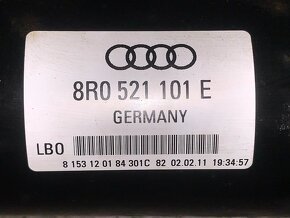 8R0 521 101 E
GERMANY
LBO
8 153 12 01 84 301C 82 02.02.11 19:34:57